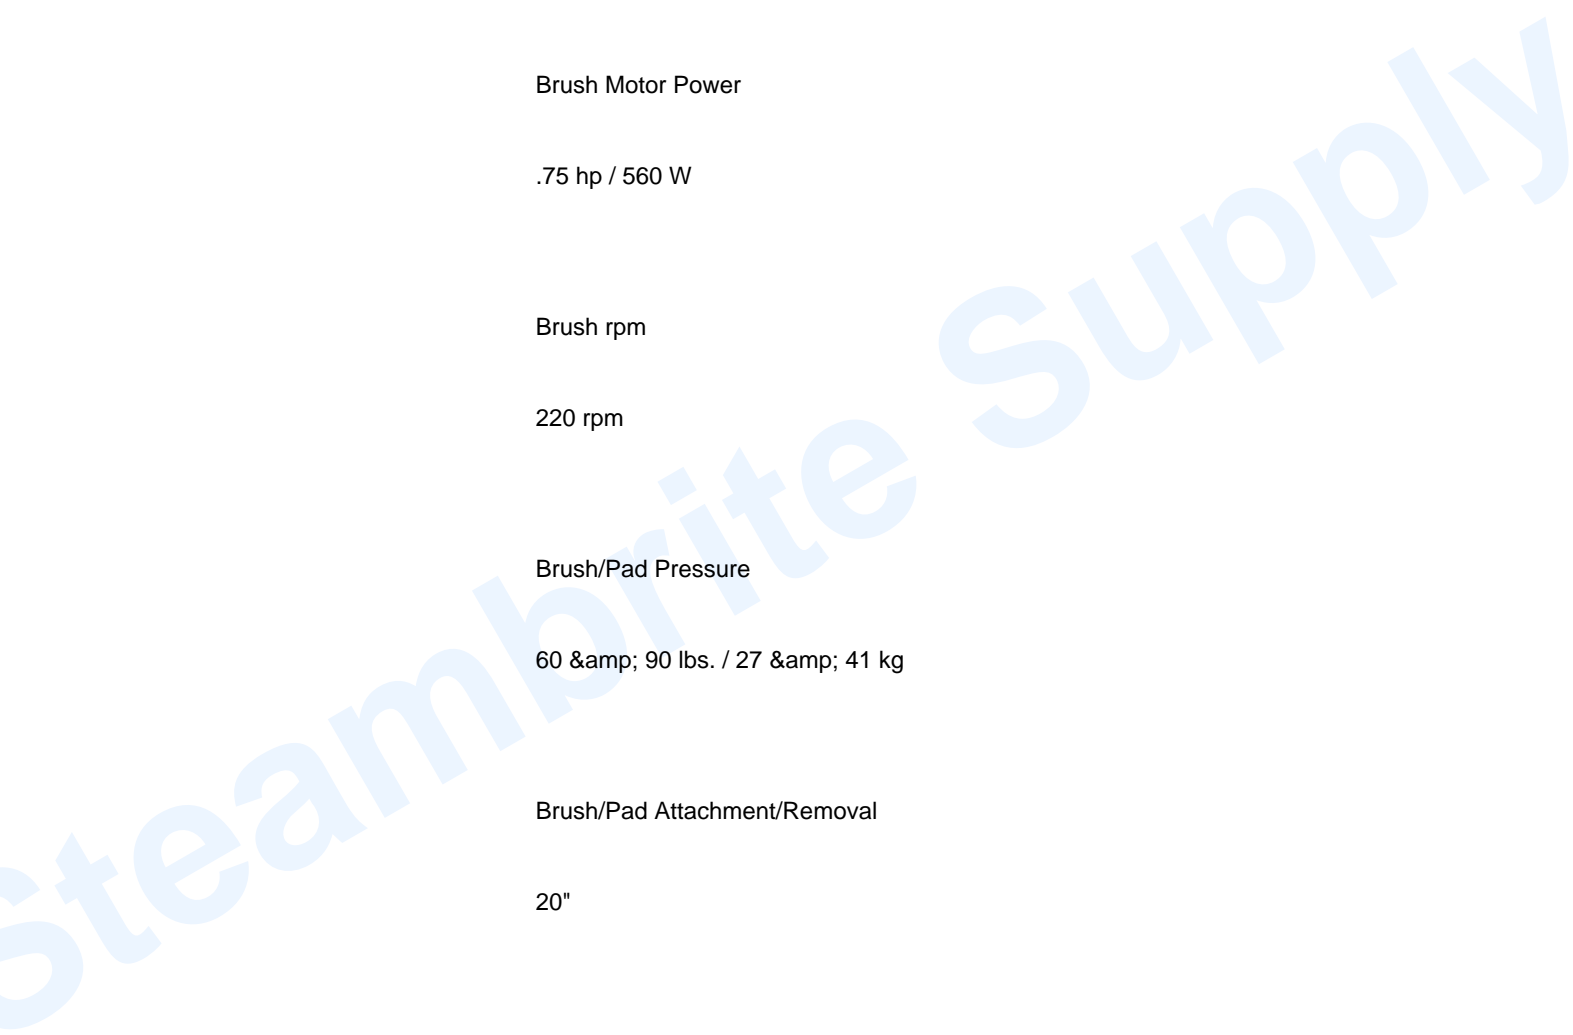 Brush Motor Power
.75 hp / 560 W
Brush rpm
220 rpm
Brush/Pad Pressure
60 &amp; 90 lbs. / 27 &amp; 41 kg
Brush/Pad Attachment/Removal
20"
Steambrite Supply